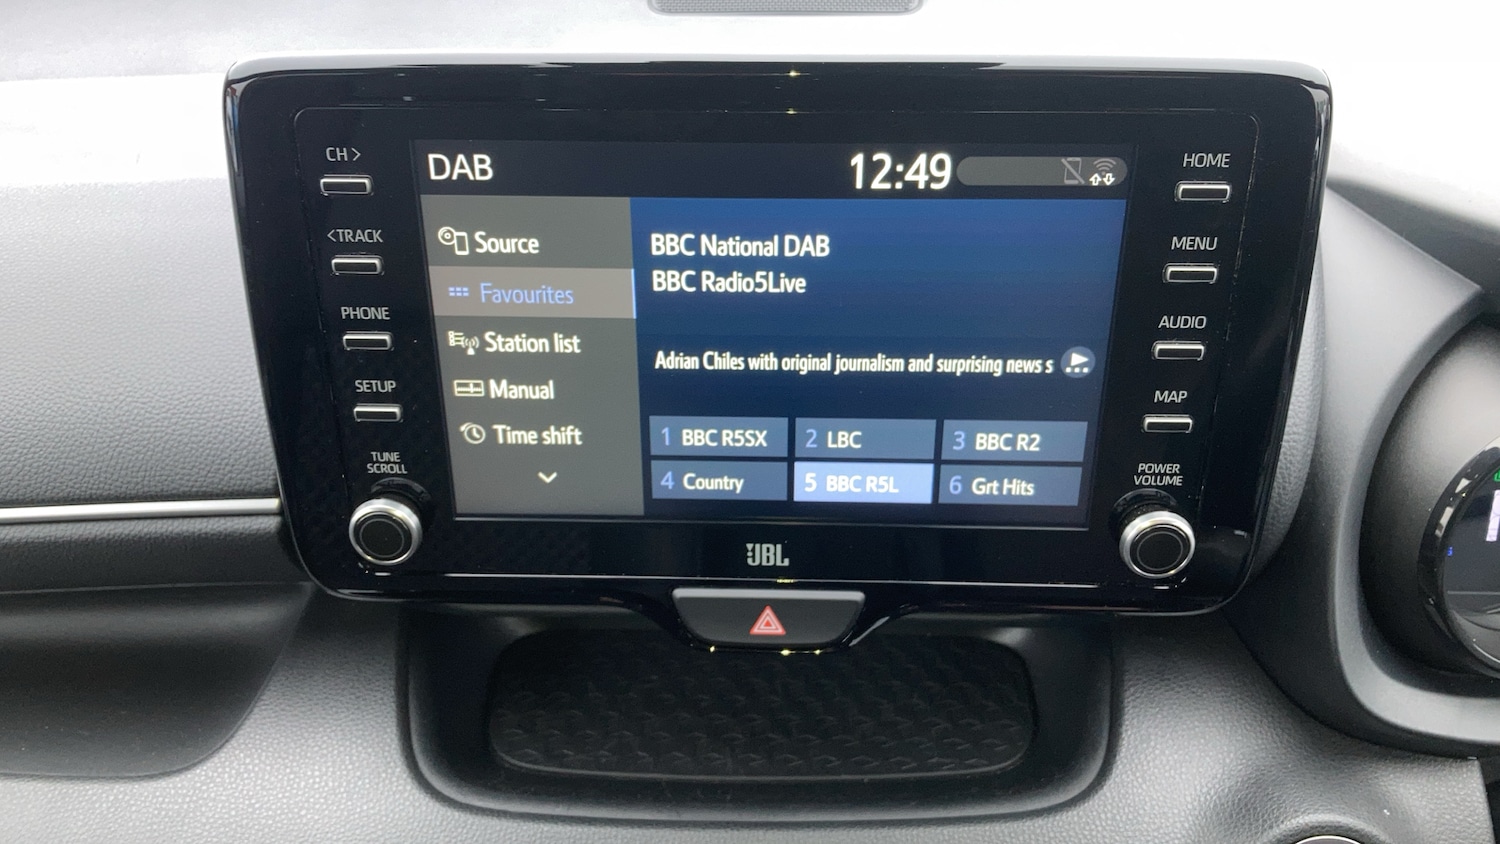 CH >
<TRACK
PHONE
SETUP
TUNE
SCROLL
DAB
12:49
Source
Favourites
Station list
Manual
Time shift
BBC National DAB
BBC Radio5Live
Adrian Chiles with original journalism and surprising news s
1 BBC R5SX
2 LBC
3 BBC R2
4 Country
5 BBC R5L
6 Grt Hits
HOME
MENU
AUDIO
MAP
POWER
VOLUME
JBL